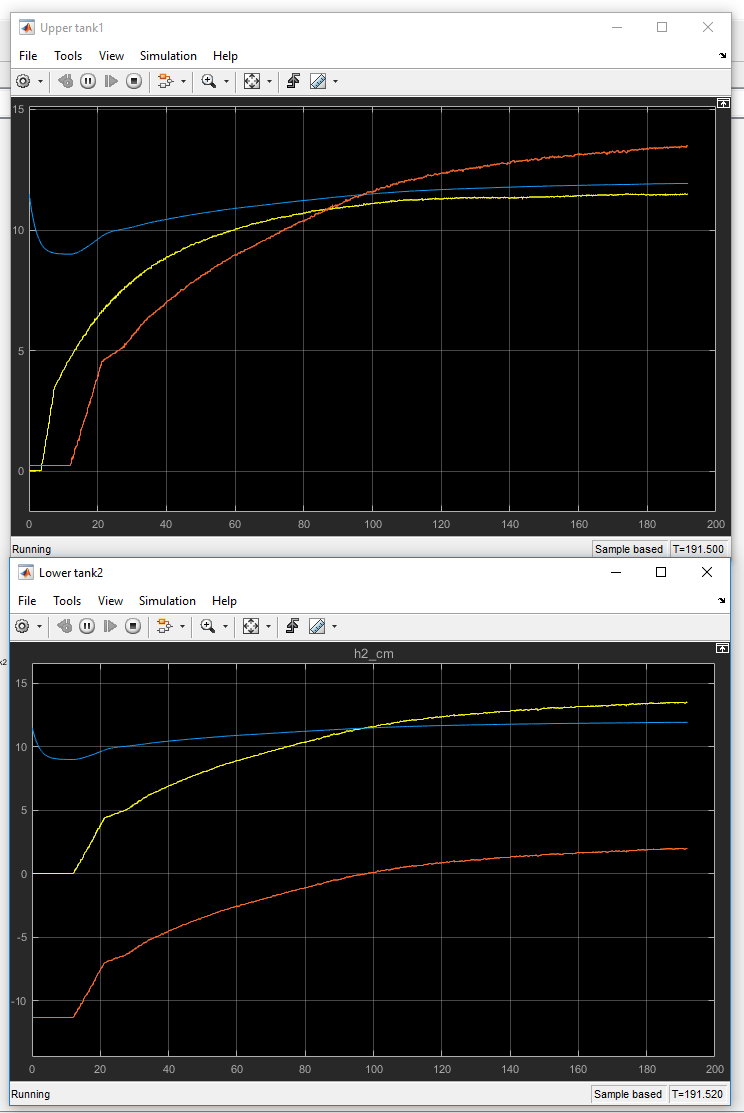 Upper tank1
File Tools View Simulation Help
15
10
5
0
0 20 40 60 80 100 120 140 160 180 200
Running Sample based T=191.500
Lower tank2
File Tools View Simulation Help
h2_cm
15
10
5
0
-5
-10
0 20 40 60 80 100 120 140 160 180 200
Running Sample based T=191.520